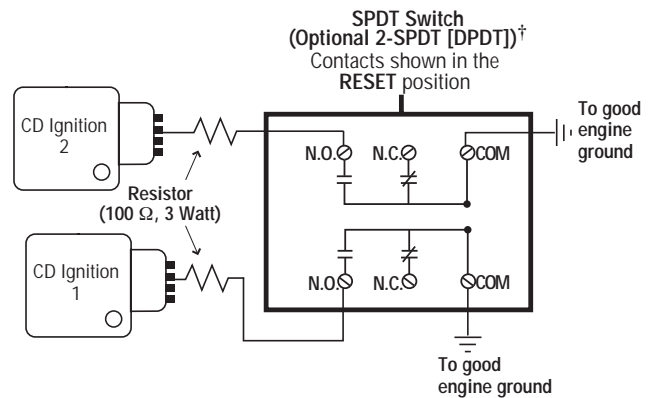 SPDT Switch
(Optional 2-SPDT [DPDT])†
Contacts shown in the
RESET position
CD Ignition
2
N.O.
N.C.
COM
To good
engine
ground
Resistor
(100 Ω, 3 Watt)
CD Ignition
1
N.O.
N.C.
COM
To good
engine ground